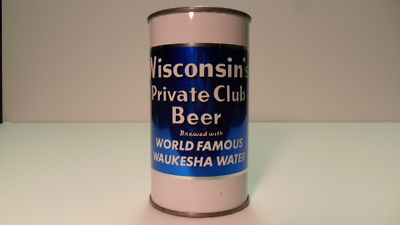 Wisconsin's
Private Club
Beer
Brewed with
WORLD FAMOUS
WAUKESHA WATER